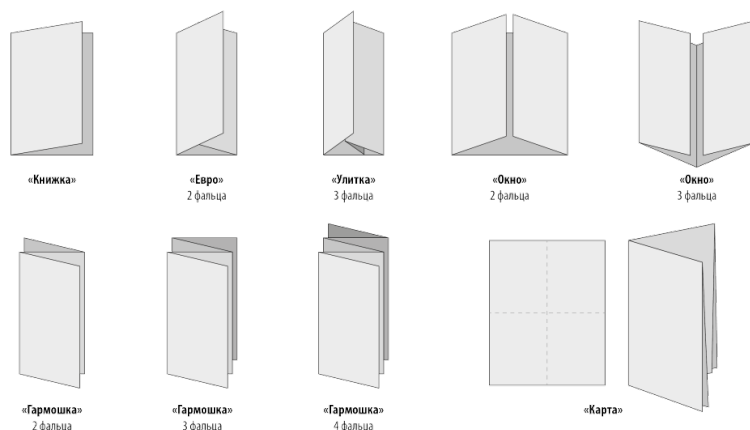 «Книжка»
«Евро»
2 фальца
«Улитка»
3 фальца
«Окно»
2 фальца
«Окно»
3 фальца
«Гармошка»
2 фальца
«Гармошка»
3 фальца
«Гармошка»
4 фальца
«Карта»